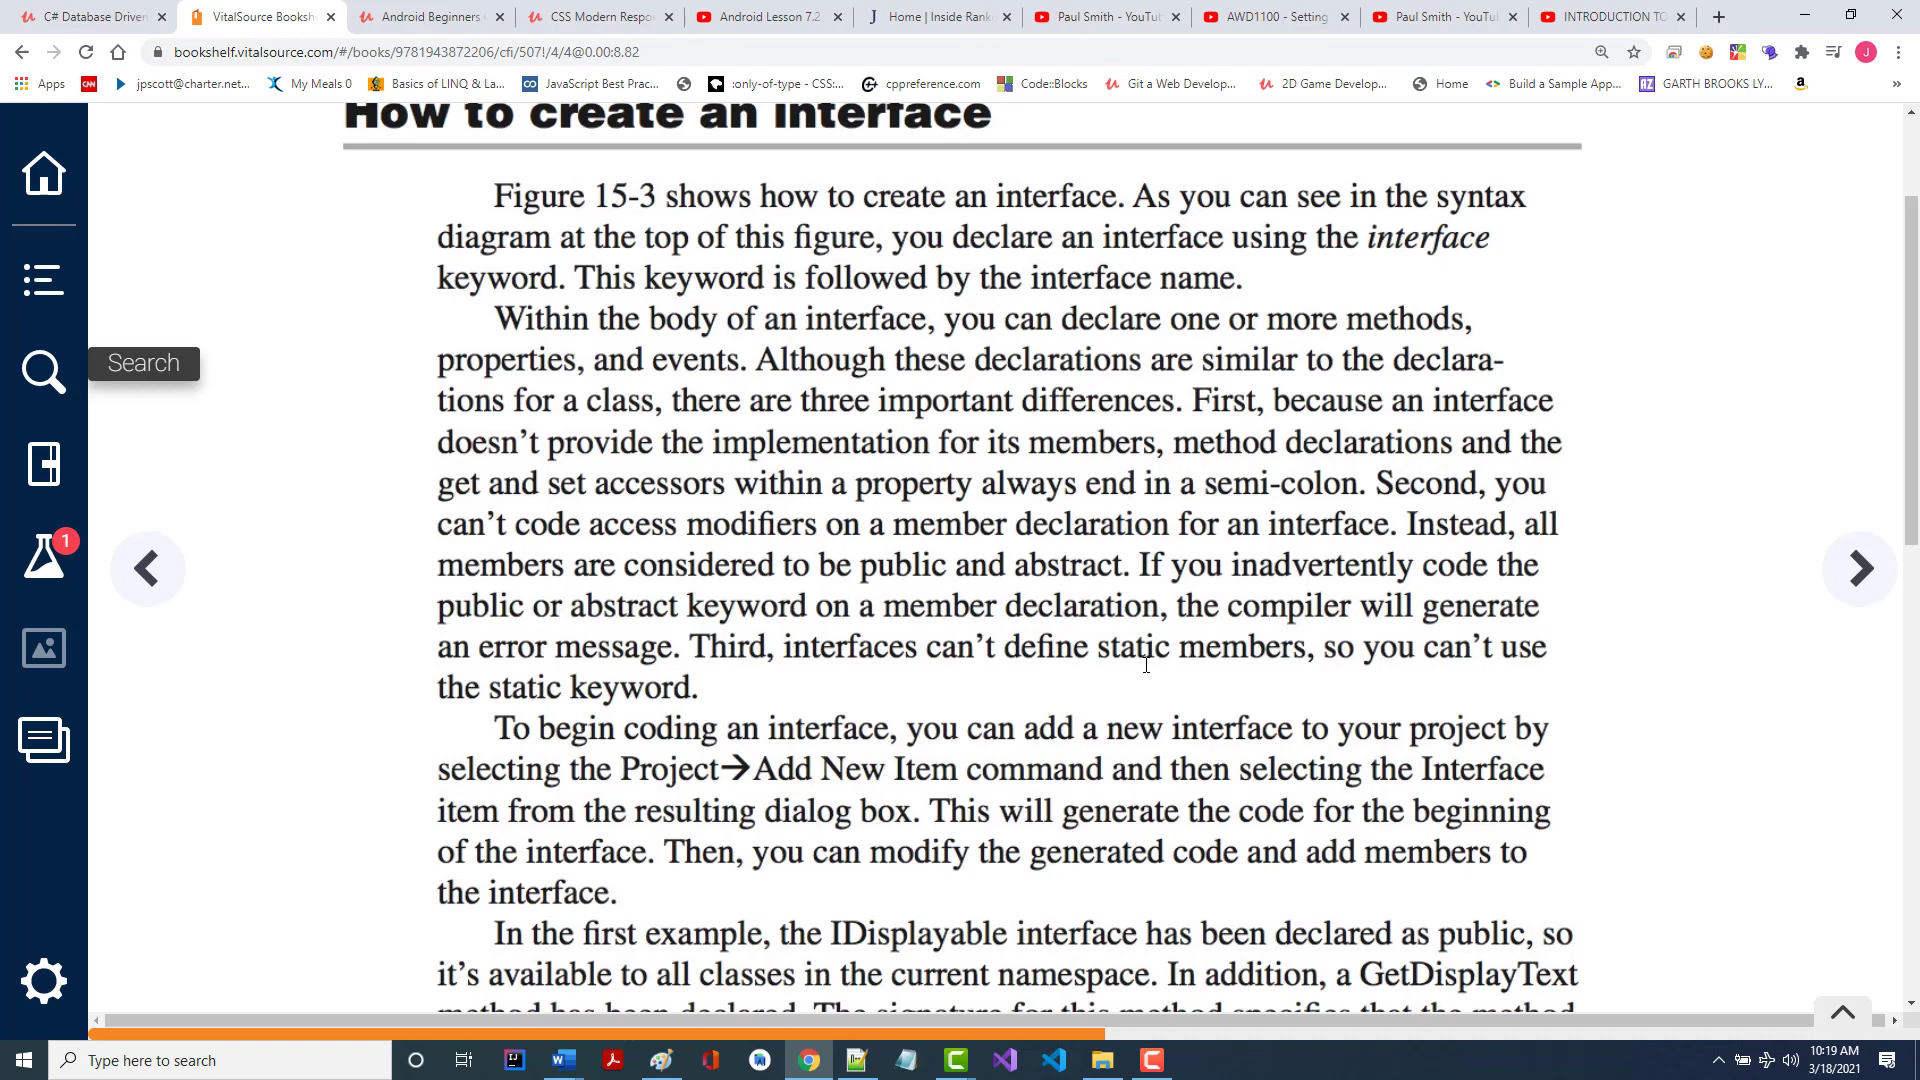 C# Database Driven
VitalSource Booksh
Android Beginners
CSS Modern Respo
Android Lesson 7.2
Home | Inside Rank
Paul Smith - YouTu
AWD1100 - Setting
Paul Smith - YouTu
INTRODUCTION TO
bookshelf.vitalsource.com/#/books/9781943872206/cfi/507!/4/4@0.00:8.82
J
Apps
CNN
jpscott@charter.net...
My Meals 0
Basics of LINQ & La...
JavaScript Best Prac...
:only-of-type - CSS:...
cppreference.com
Code::Blocks
Git a Web Develop...
2D Game Develop...
Home
Build a Sample App...
GARTH BROOKS LY...
How to create an interface
Figure 15-3 shows how to create an interface. As you can see in the syntax
diagram at the top of this figure, you declare an interface using the interface
keyword. This keyword is followed by the interface name.
Within the body of an interface, you can declare one or more methods,
properties, and events. Although these declarations are similar to the declara-
tions for a class, there are three important differences. First, because an interface
doesn't provide the implementation for its members, method declarations and the
get and set accessors within a property always end in a semi-colon. Second, you
can't code access modifiers on a member declaration for an interface. Instead, all
members are considered to be public and abstract. If you inadvertently code the
public or abstract keyword on a member declaration, the compiler will generate
an error message. Third, interfaces can't define static members, so you can't use
the static keyword.
To begin coding an interface, you can add a new interface to your project by
selecting the Project→Add New Item command and then selecting the Interface
item from the resulting dialog box. This will generate the code for the beginning
of the interface. Then, you can modify the generated code and add members to
the interface.
In the first example, the IDisplayable interface has been declared as public, so
it's available to all classes in the current namespace. In addition, a GetDisplayText
method has been declared. The signature for this method specifies that the method
Search
1
Type here to search
10:19 AM
3/18/2021